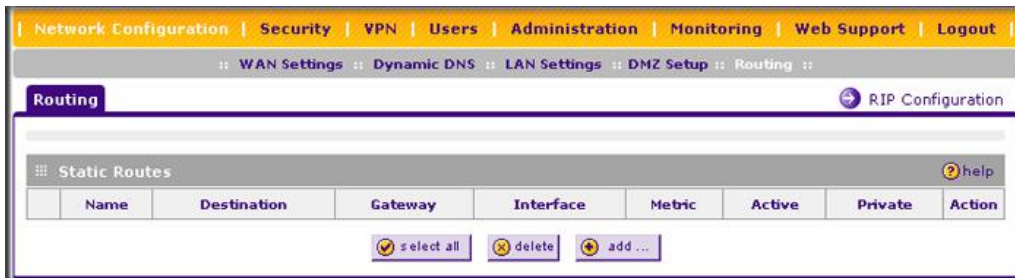 | Network Configuration | Security | VPN | Users | Administration | Monitoring | Web Support | Logout |
:: WAN Settings :: Dynamic DNS :: LAN Settings :: DMZ Setup :: Routing ::
Routing RIP Configuration
Static Routes ? help
Name Destination Gateway Interface Metric Active Private Action
select all delete add ...